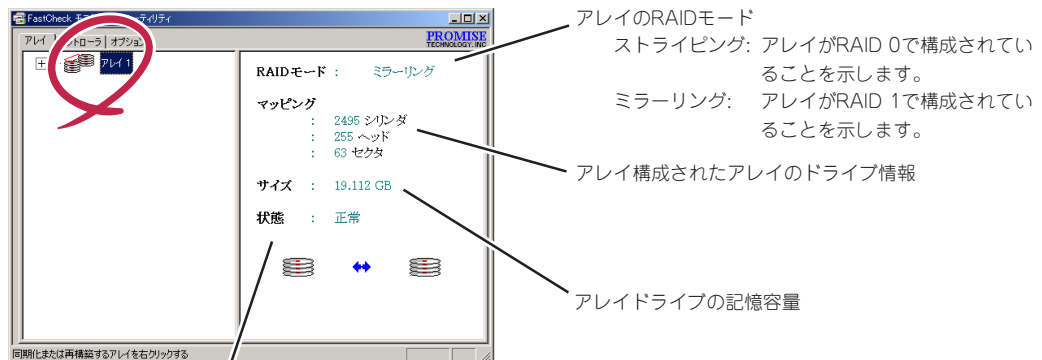 FastCheck
ティリティ
アレイ
トローラ
オプション
PROMISE
TECHNOLOGY, INC
アレイ 1
RAIDモード : ミラーリング
マッピング
: 2495 シリンダ
: 255 ヘッド
: 63 セクタ
サイズ : 19.112 GB
状態 : 正常
同期化または再構築するアレイを右クリックする
アレイのRAIDモード
ストライピング: アレイがRAID 0で構成されてい
ることを示します。
ミラーリング: アレイがRAID 1で構成されてい
ることを示します。
アレイ構成されたアレイのドライブ情報
アレイドライブの記憶容量